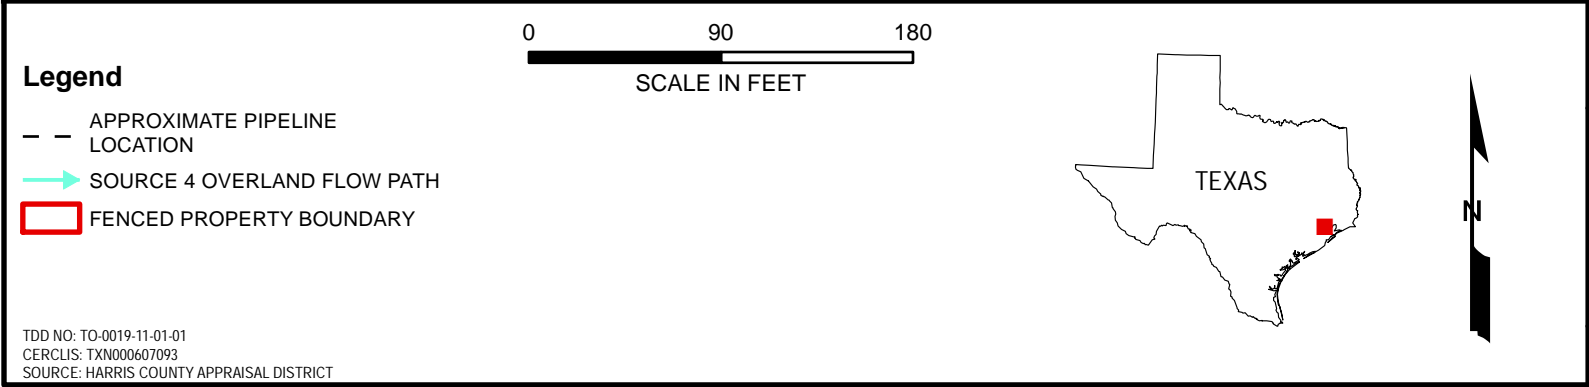 0 90 180
SCALE IN FEET
Legend
APPROXIMATE PIPELINE
LOCATION
SOURCE 4 OVERLAND FLOW PATH
FENCED PROPERTY BOUNDARY
TEXAS
N
TDD NO: TO-0019-11-01-01
CERCLIS: TXN000607093
SOURCE: HARRIS COUNTY APPRAISAL DISTRICT